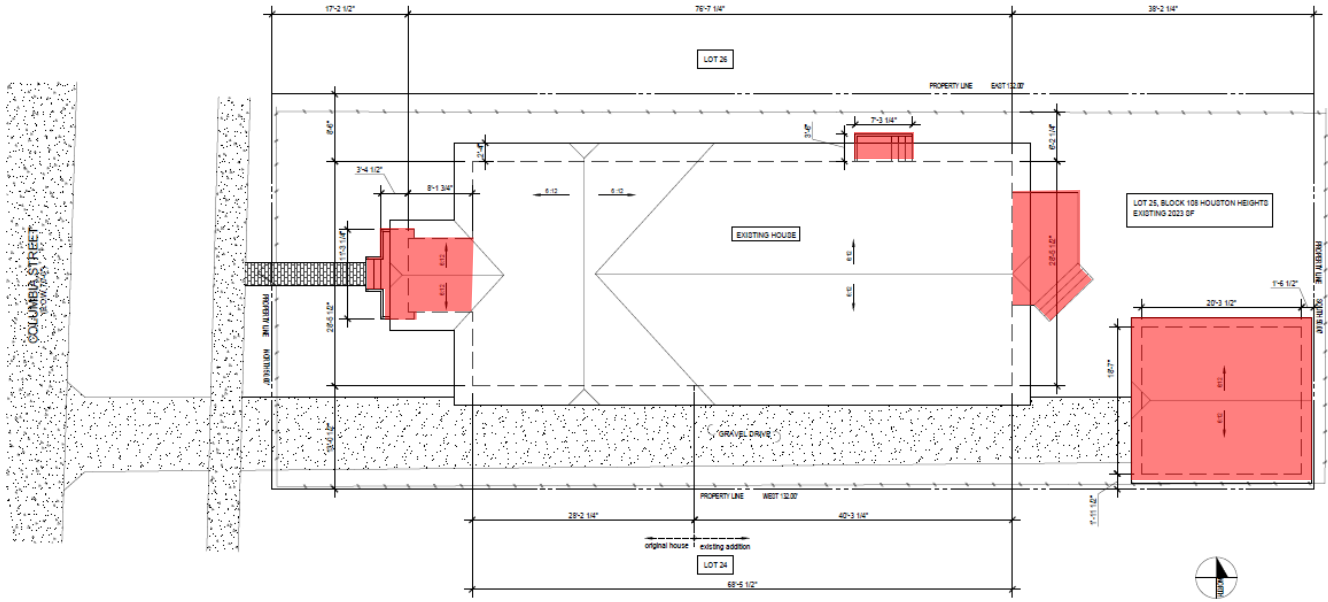 17'-2 1/2"
76'-7 1/4"
38'-2 1/4"
LOT 26
PROPERTY LINE EAST 132.00'
7'-3 1/4"
3'-6"
6'-2 1/4"
2'-4"
3'-4 1/2"
8'-1 3/4"
6:12
6:12
LOT 25, BLOCK 108 HOUSTON HEIGHTS
EXISTING 2023 SF
EXISTING HOUSE
11'-3 1/4"
6:12
6:12
6:12
6:12
COLUMBIA STREET
28'-5 1/2"
28'-5 1/2"
PROPERTY LINE
PROPERTY LINE
1'-6 1/2"
20'-3 1/2"
18'-7"
6:12
6:12
GRAVEL DRIVE
PROPERTY LINE WEST 132.00'
1'-11 1/2"
28'-2 1/4"
40'-3 1/4"
original house
existing addition
LOT 24
68'-5 1/2"
NORTH